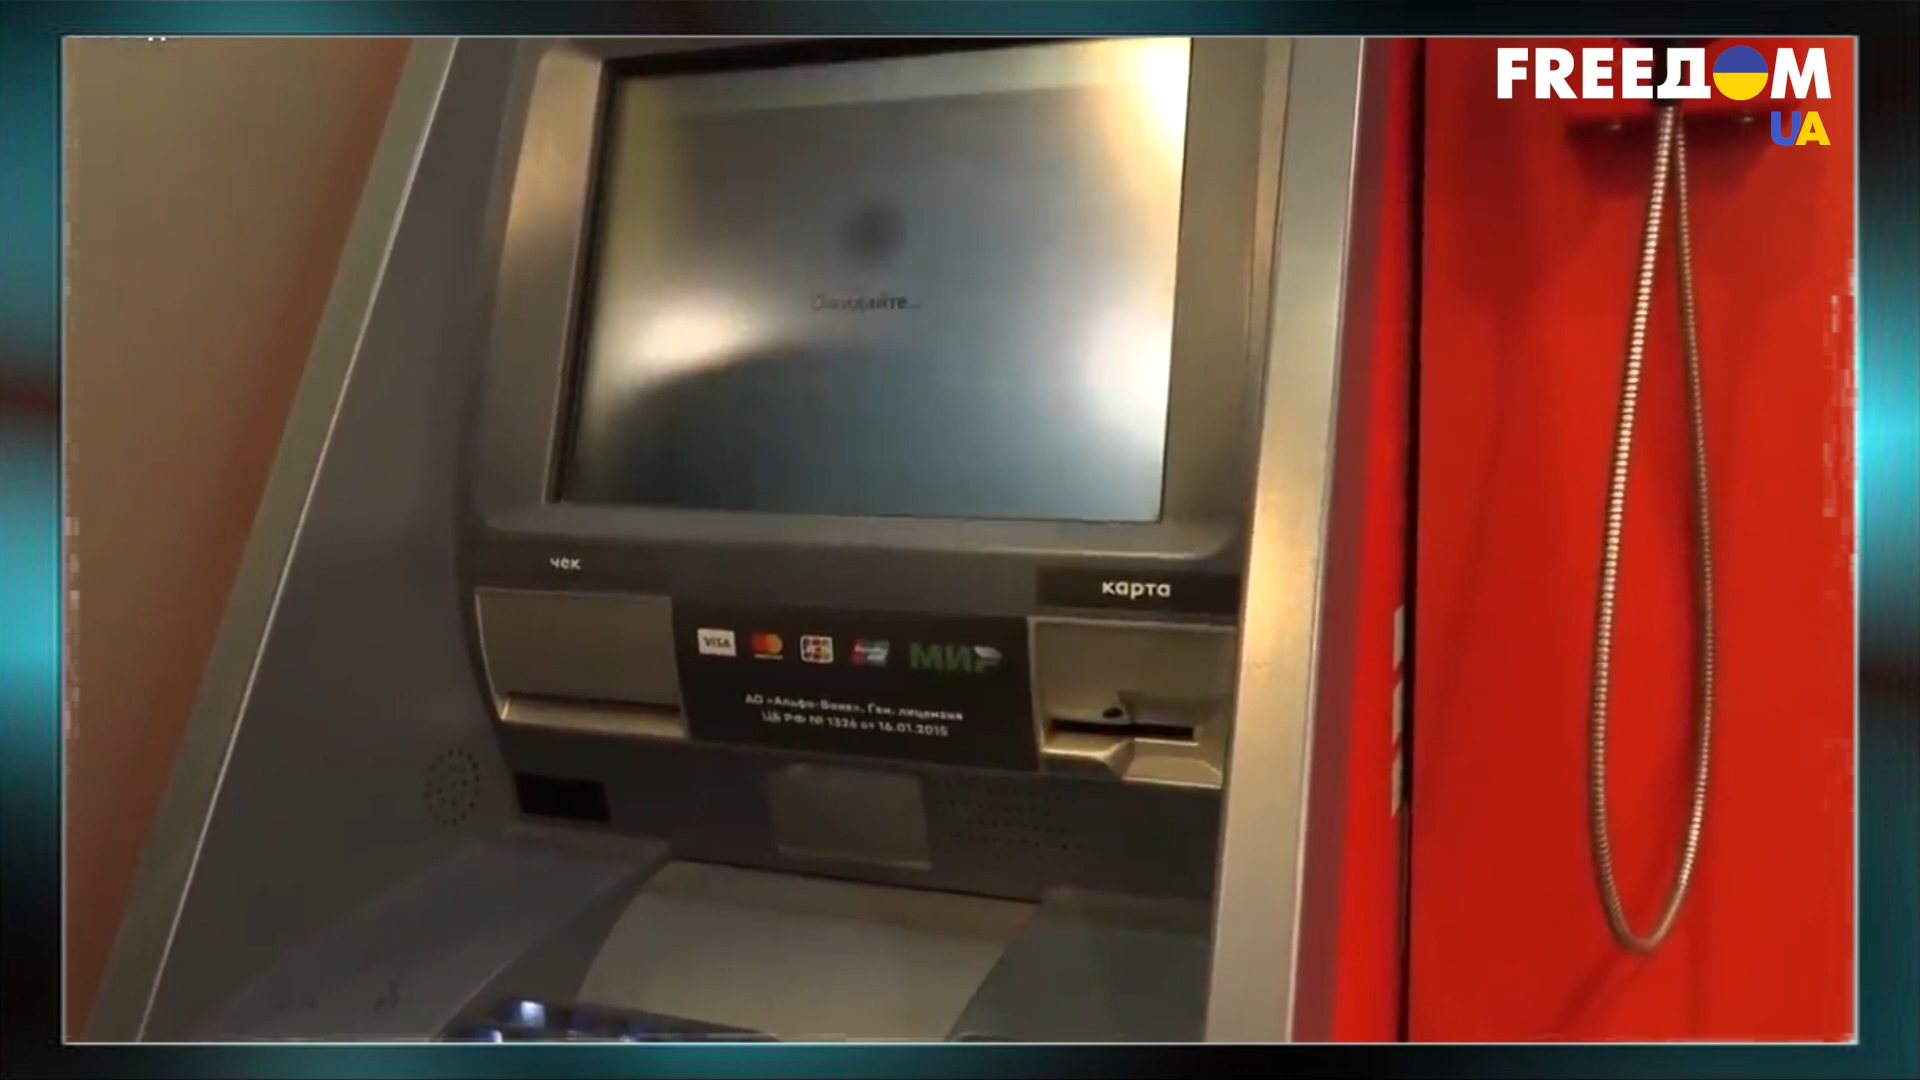 FREEДOM
UA
Ожидайте...
чек
карта
VISA
МИР
АО «Альфа-Банк», Ген. лицензия
ЦБ РФ № 1326 от 16.01.2015